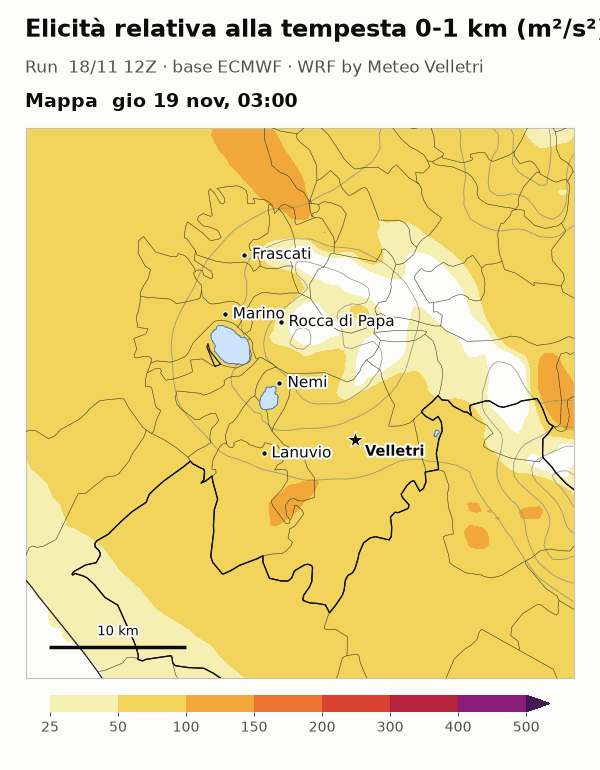 Elicità relativa alla tempesta 0-1 km (m²/s²)
Run  18/11 12Z · base ECMWF · WRF by Meteo Velletri
Mappa  gio 19 nov, 03:00
Frascati
Marino
Rocca di Papa
Nemi
Velletri
Lanuvio
10 km
25 50 100 150 200 300 400 500